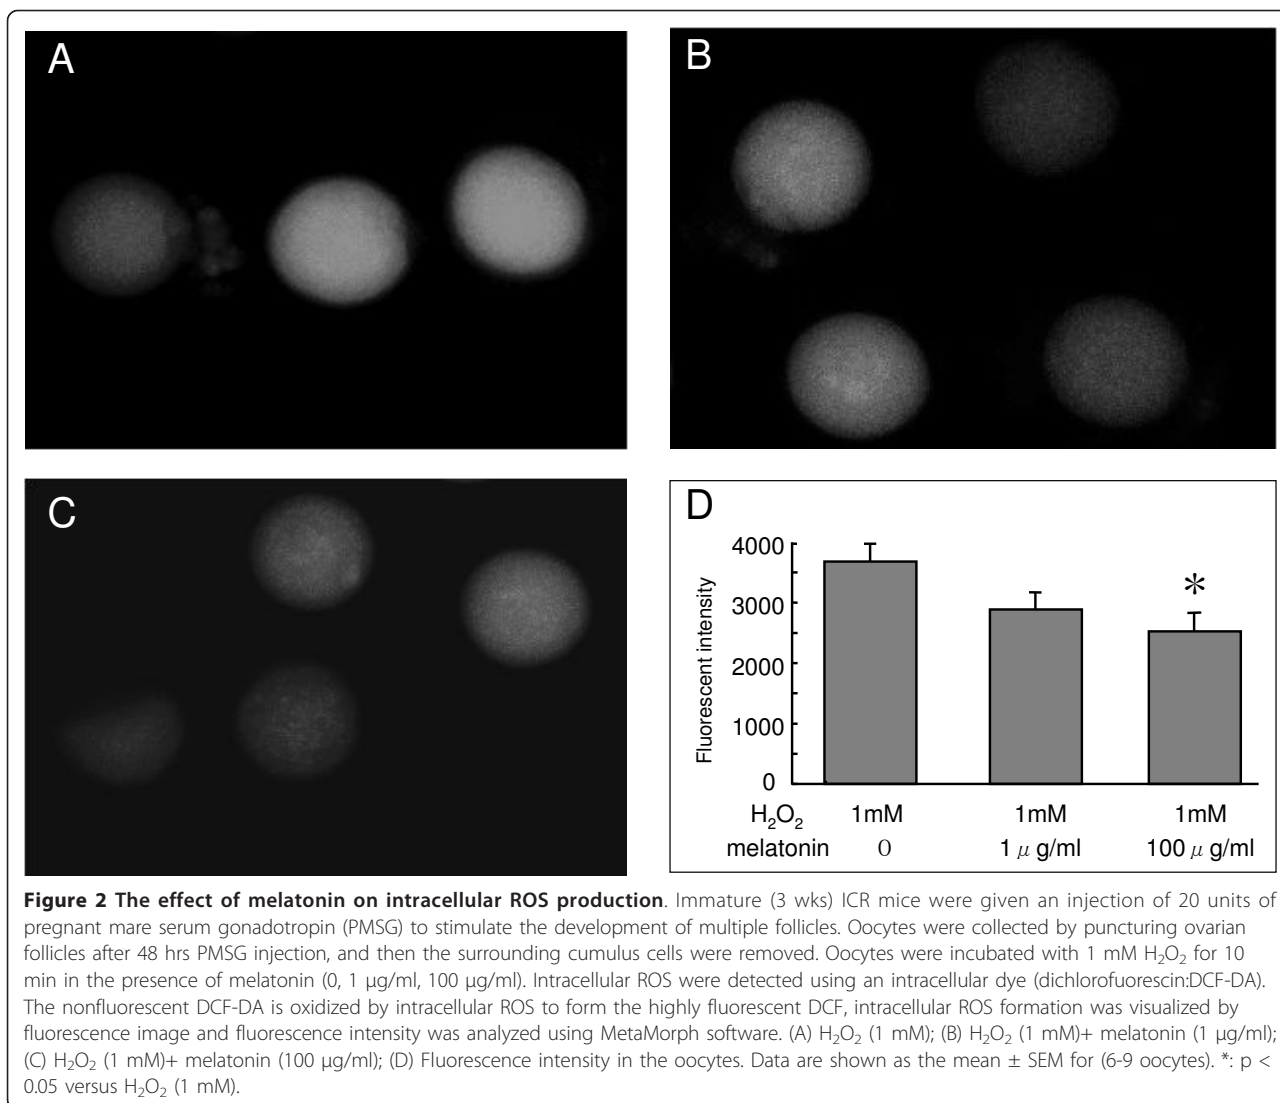 A
B
C
D
4000
3000
2000
1000
0
Fluorescent intensity
*
H₂O₂ 1mM 1mM 1mM
melatonin 0 1 μ g/ml 100 μ g/ml
Figure 2 The effect of melatonin on intracellular ROS production. Immature (3 wks) ICR mice were given an injection of 20 units of
pregnant mare serum gonadotropin (PMSG) to stimulate the development of multiple follicles. Oocytes were collected by puncturing ovarian
follicles after 48 hrs PMSG injection, and then the surrounding cumulus cells were removed. Oocytes were incubated with 1 mM H₂O₂ for 10
min in the presence of melatonin (0, 1 μg/ml, 100 μg/ml). Intracellular ROS were detected using an intracellular dye (dichlorofuorescin:DCF-DA).
The nonfluorescent DCF-DA is oxidized by intracellular ROS to form the highly fluorescent DCF, intracellular ROS formation was visualized by
fluorescence image and fluorescence intensity was analyzed using MetaMorph software. (A) H₂O₂ (1 mM); (B) H₂O₂ (1 mM)+ melatonin (1 μg/ml);
(C) H₂O₂ (1 mM)+ melatonin (100 μg/ml); (D) Fluorescence intensity in the oocytes. Data are shown as the mean ± SEM for (6-9 oocytes). *: p <
0.05 versus H₂O₂ (1 mM).